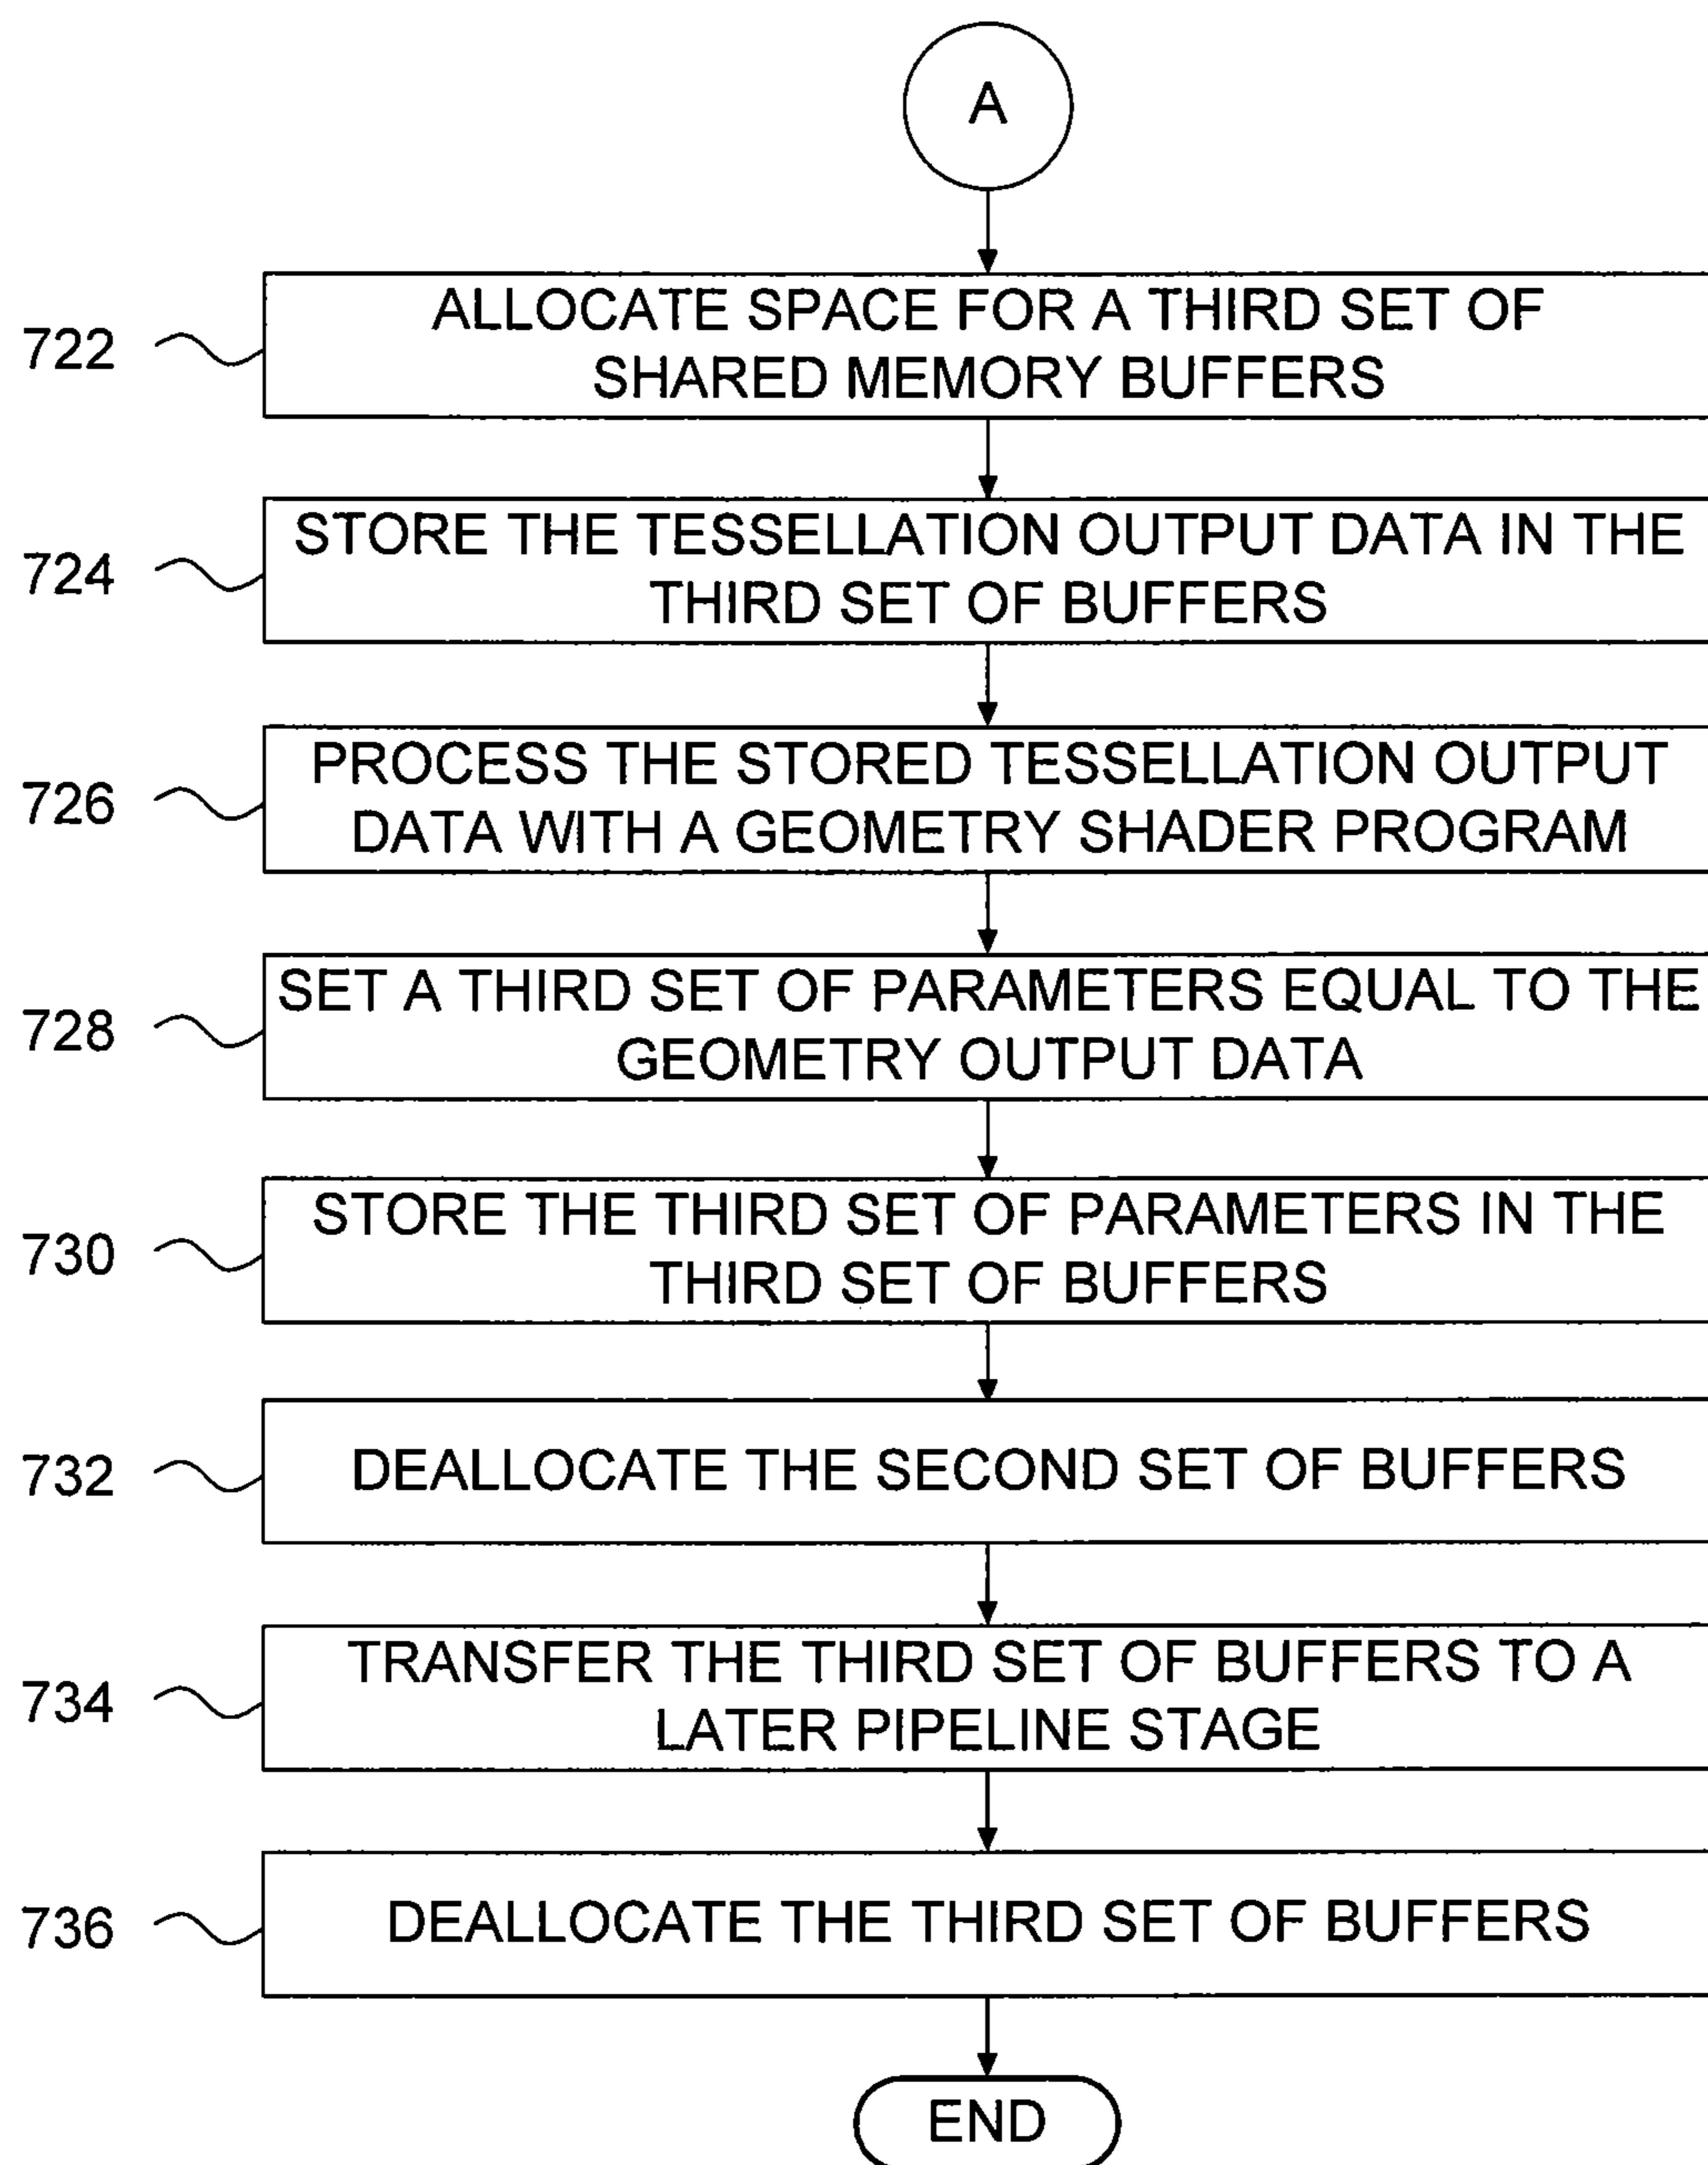 A
722
ALLOCATE SPACE FOR A THIRD SET OF
SHARED MEMORY BUFFERS
724
STORE THE TESSELLATION OUTPUT DATA IN THE
THIRD SET OF BUFFERS
726
PROCESS THE STORED TESSELLATION OUTPUT
DATA WITH A GEOMETRY SHADER PROGRAM
728
SET A THIRD SET OF PARAMETERS EQUAL TO THE
GEOMETRY OUTPUT DATA
730
STORE THE THIRD SET OF PARAMETERS IN THE
THIRD SET OF BUFFERS
732
DEALLOCATE THE SECOND SET OF BUFFERS
734
TRANSFER THE THIRD SET OF BUFFERS TO A
LATER PIPELINE STAGE
736
DEALLOCATE THE THIRD SET OF BUFFERS
END